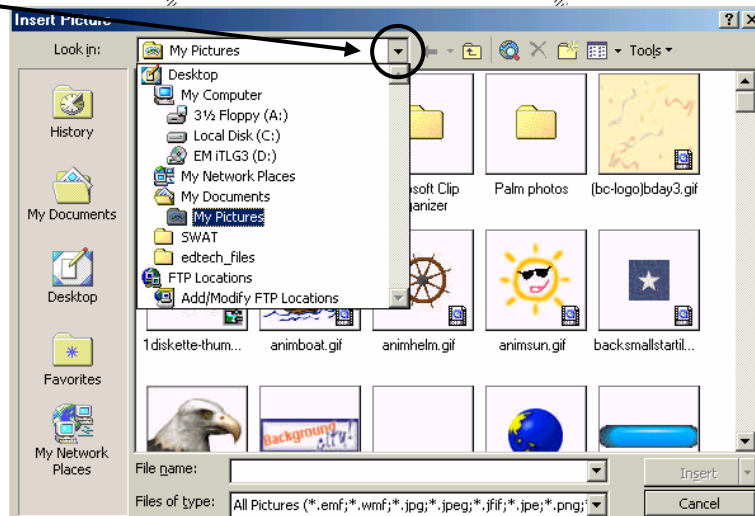 Insert Picture
Look in:
My Pictures
Tools
Desktop
My Computer
3½ Floppy (A:)
Local Disk (C:)
EM iTLG3 (D:)
My Network Places
My Documents
My Pictures
SWAT
edtech_files
FTP Locations
Add/Modify FTP Locations
History
My Documents
Desktop
Favorites
My Network
Places
soft Clip
ganizer
Palm photos
(bc-logo)bday3.gif
1diskette-thum...
animboat.gif
animhelm.gif
animsun.gif
backsmallstartil...
Background
City!
File name:
Insert
Files of type:
All Pictures (*.emf;*.wmf;*.jpg;*.jpeg;*.jfif;*.jpe;*.png;
Cancel